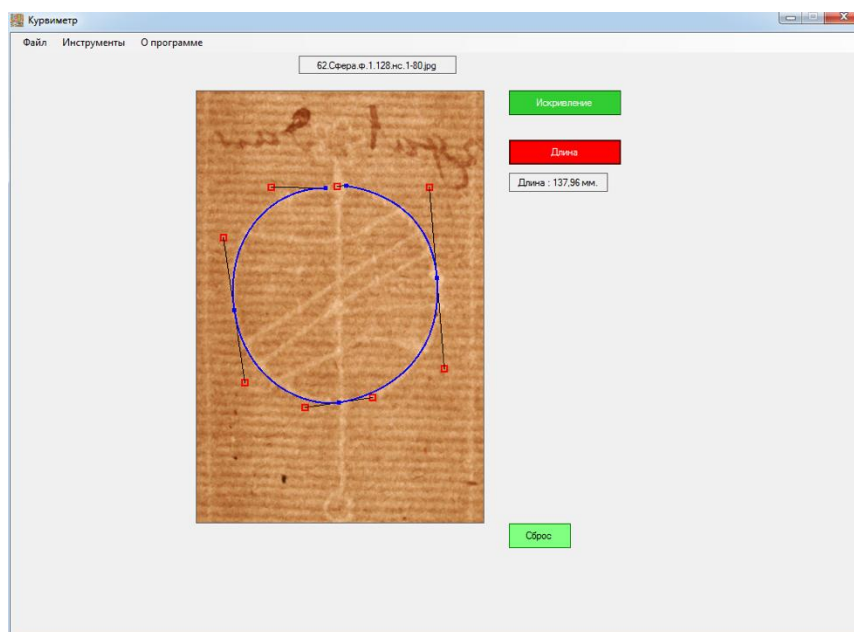 Курвиметр
Файл Инструменты О программе
62.Сфера.ф.1.128.нс.1-80.jpg
Искривление
Длина
Длина : 137,96 мм.
Сброс